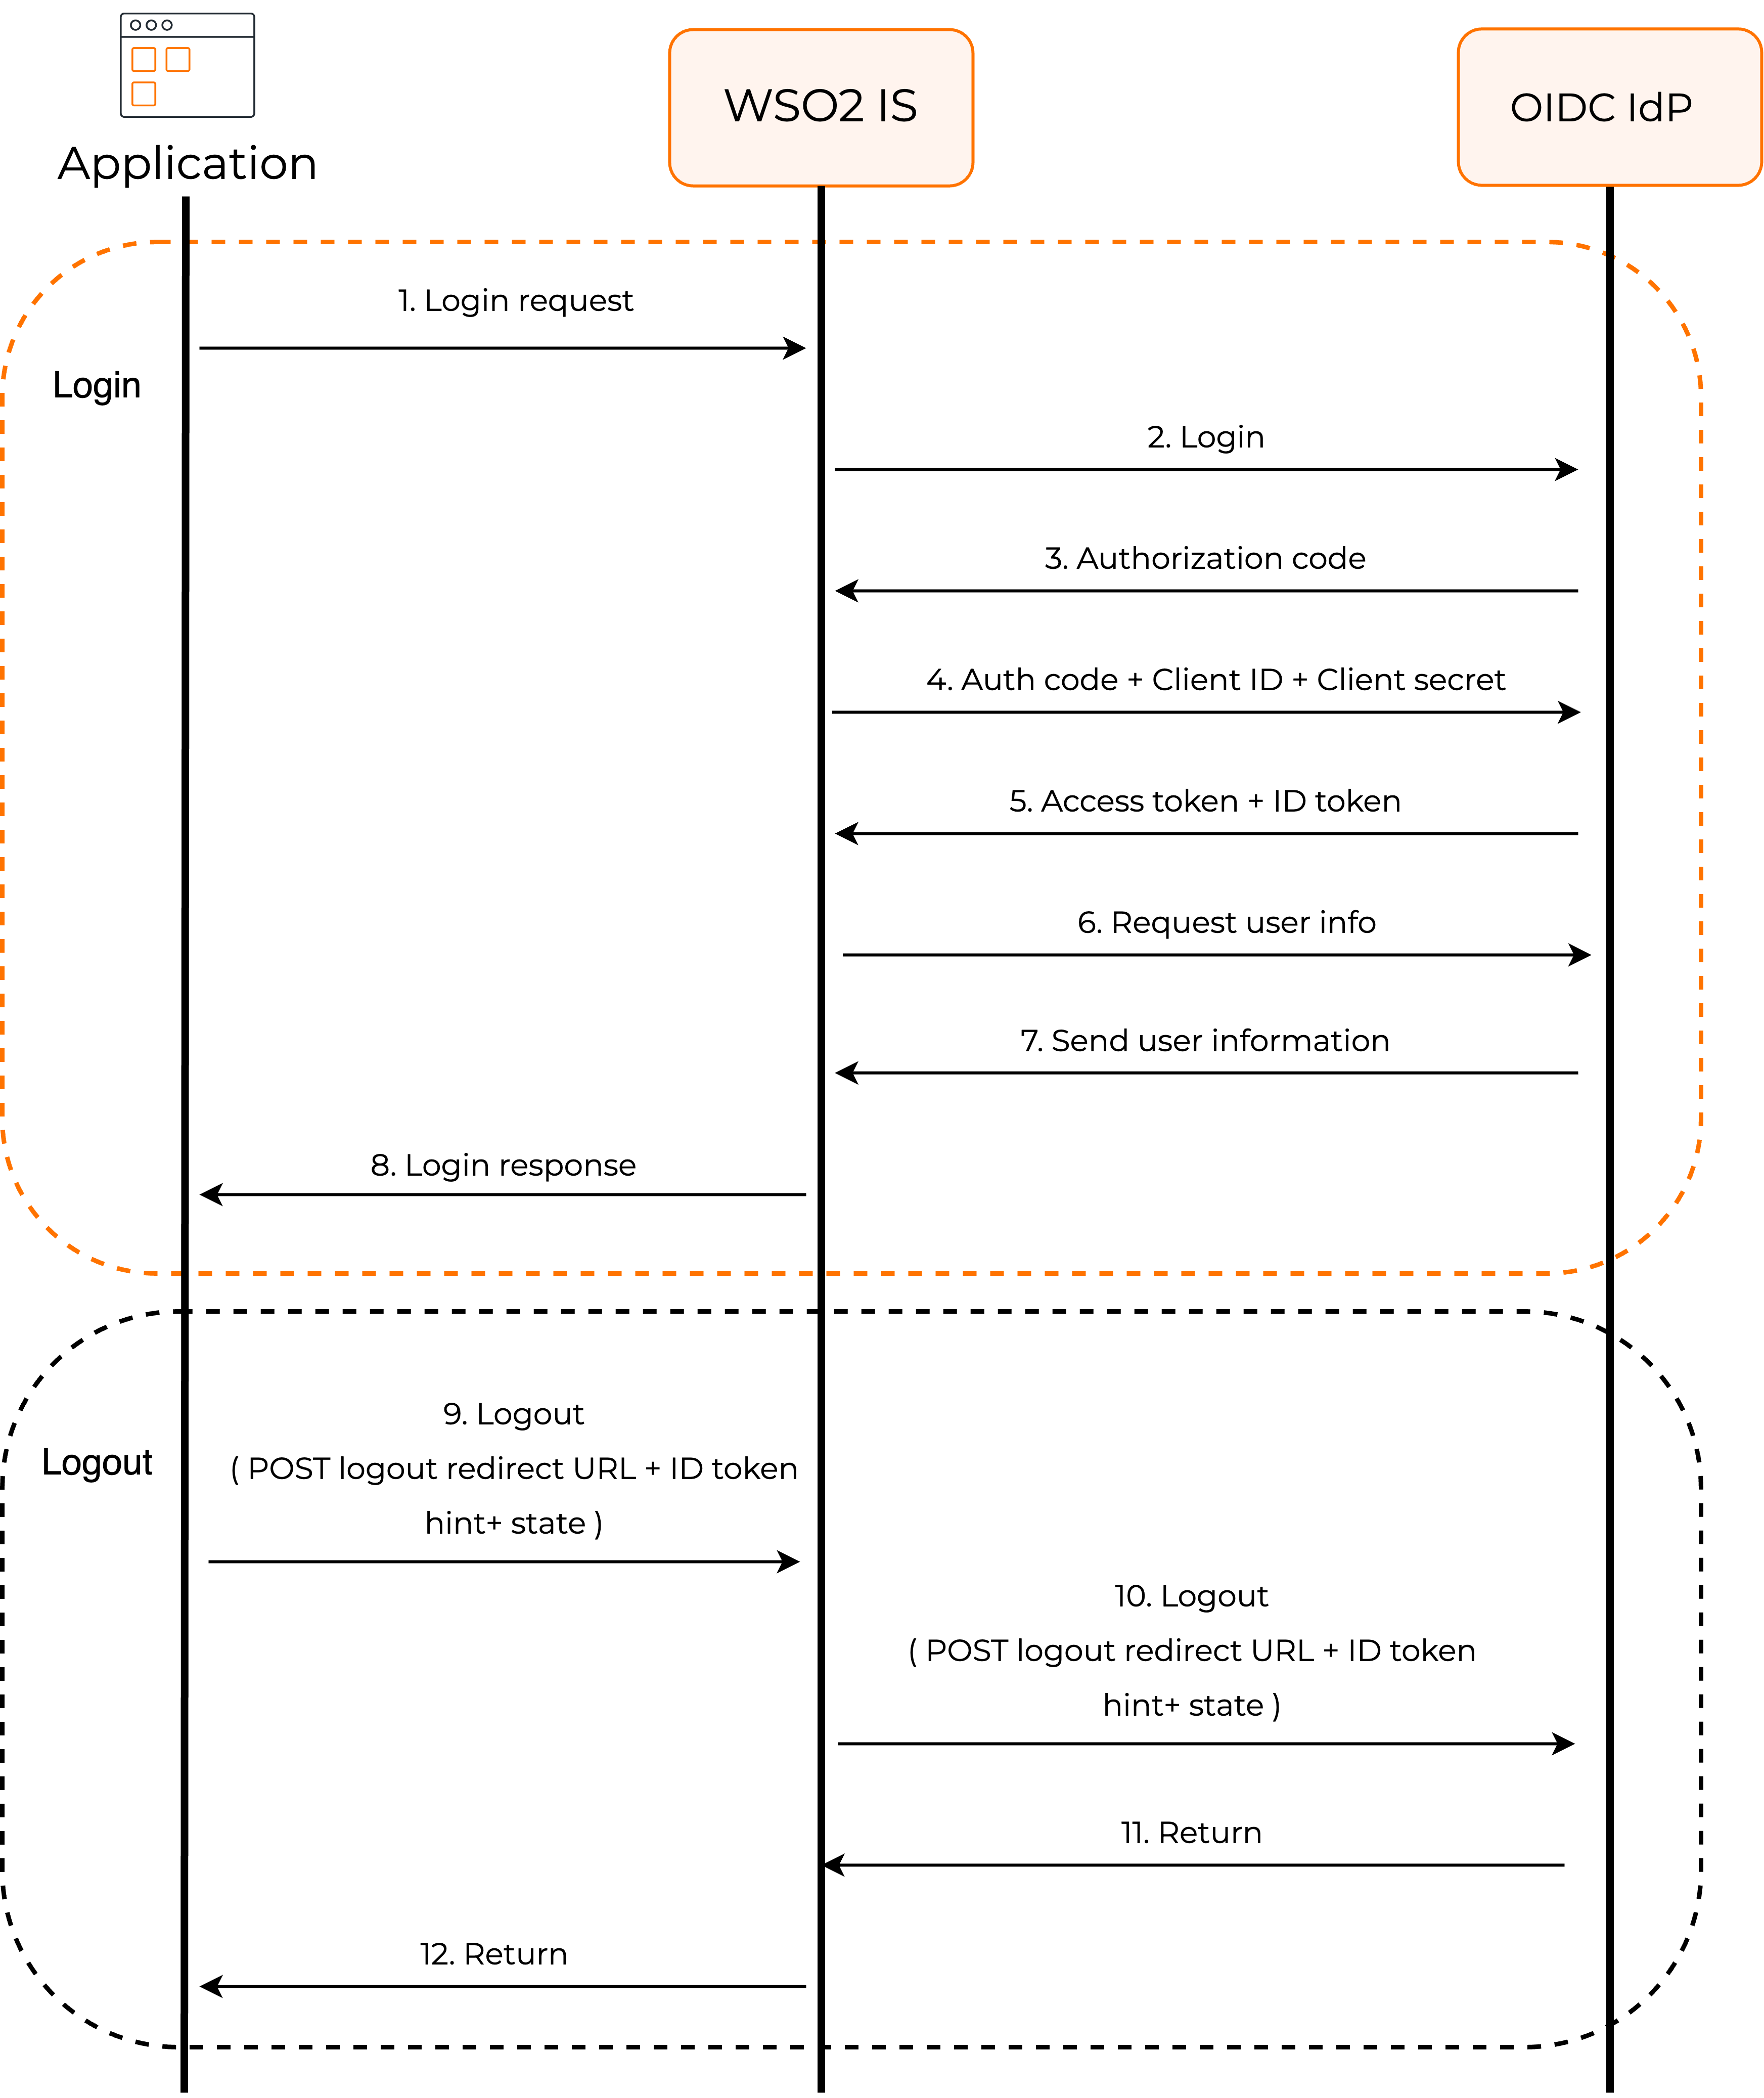 WSO2 IS
OIDC IdP
Application
1. Login request
Login
2. Login
3. Authorization code
4. Auth code + Client ID + Client secret
5. Access token + ID token
6. Request user info
7. Send user information
8. Login response
9. Logout
Logout
( POST logout redirect URL + ID token
hint+ state )
10. Logout
( POST logout redirect URL + ID token
hint+ state )
11. Return
12. Return